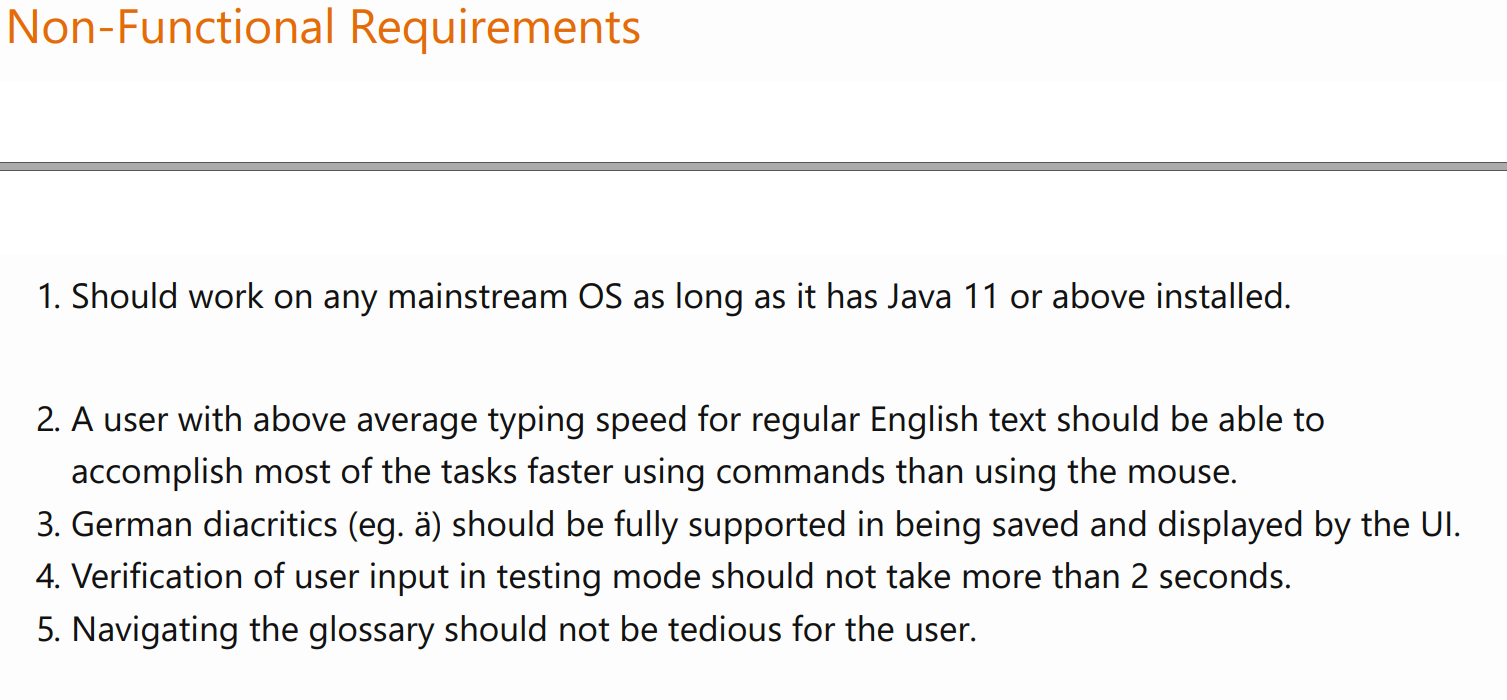 Non-Functional Requirements
1. Should work on any mainstream OS as long as it has Java 11 or above installed.
2. A user with above average typing speed for regular English text should be able to
accomplish most of the tasks faster using commands than using the mouse.
3. German diacritics (eg. ä) should be fully supported in being saved and displayed by the UI.
4. Verification of user input in testing mode should not take more than 2 seconds.
5. Navigating the glossary should not be tedious for the user.